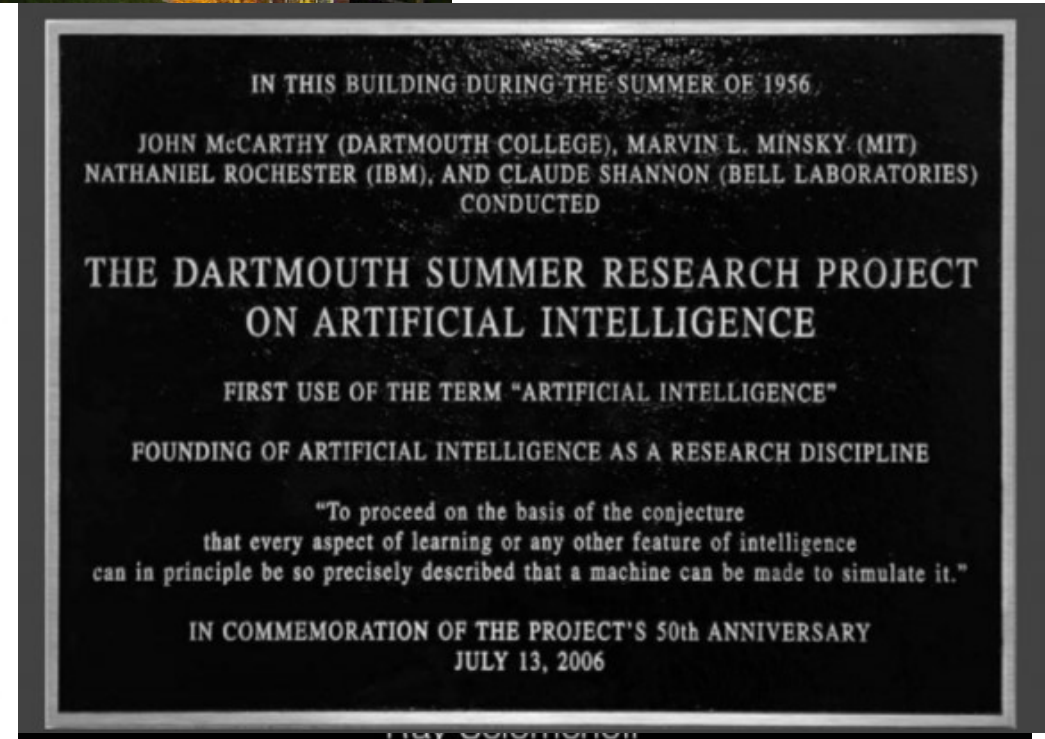 IN THIS BUILDING DURING THE SUMMER OF 1956
JOHN McCARTHY (DARTMOUTH COLLEGE), MARVIN L. MINSKY (MIT)
NATHANIEL ROCHESTER (IBM), AND CLAUDE SHANNON (BELL LABORATORIES)
CONDUCTED
THE DARTMOUTH SUMMER RESEARCH PROJECT
ON ARTIFICIAL INTELLIGENCE
FIRST USE OF THE TERM “ARTIFICIAL INTELLIGENCE”
FOUNDING OF ARTIFICIAL INTELLIGENCE AS A RESEARCH DISCIPLINE
“To proceed on the basis of the conjecture
that every aspect of learning or any other feature of intelligence
can in principle be so precisely described that a machine can be made to simulate it.”
IN COMMEMORATION OF THE PROJECT'S 50th ANNIVERSARY
JULY 13, 2006